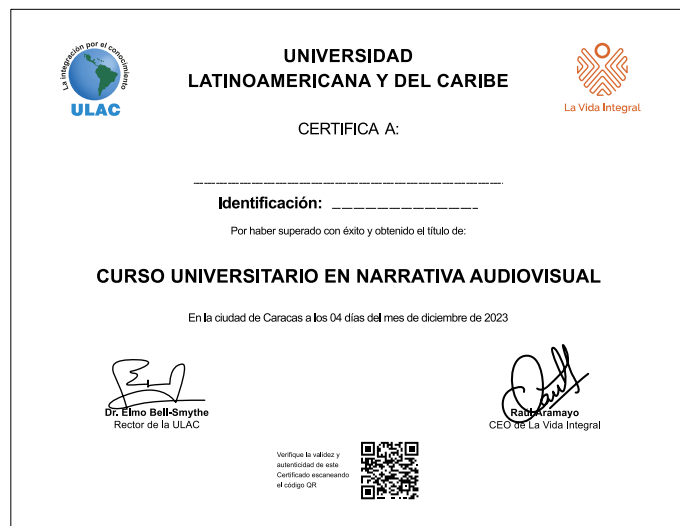 La integración por el conocimiento
ULAC
UNIVERSIDAD
LATINOAMERICANA Y DEL CARIBE
La Vida Integral
CERTIFICA A:
Identificación:
Por haber superado con éxito y obtenido el título de:
CURSO UNIVERSITARIO EN NARRATIVA AUDIOVISUAL
En la ciudad de Caracas a los 04 días del mes de diciembre de 2023
Dr. Elmo Bell-Smythe
Rector de la ULAC
Raúl Aramayo
CEO de La Vida Integral
Verifique la validez y
autenticidad de este
Certificado escaneando
el código QR